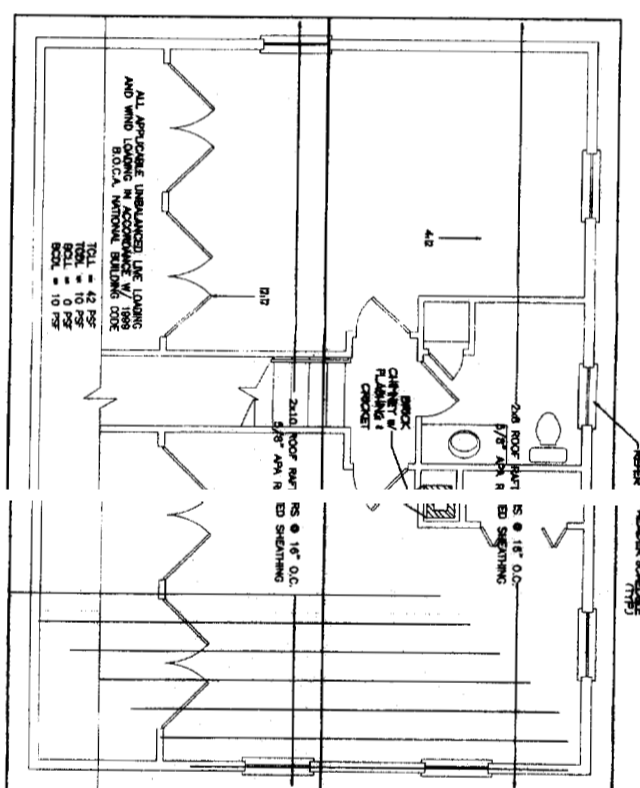 ALL APPLICABLE UNBALANCED LIVE LOADING
AND WIND LOADING IN ACCORDANCE W/ 1999
B.O.C.A. NATIONAL BUILDING CODE
TCLL = 42 PSF
TCDL = 10 PSF
BCLL = 0 PSF
BCDL = 10 PSF
4:12
12:12
BRICK
CHIMNEY W/
FLASHING &
CRICKET
2x8 ROOF RAFT RS @ 16" O.C.
5/8" APA R ED SHEATHING
2x10 ROOF RAFT RS @ 16" O.C.
5/8" APA R ED SHEATHING
(TYP.)